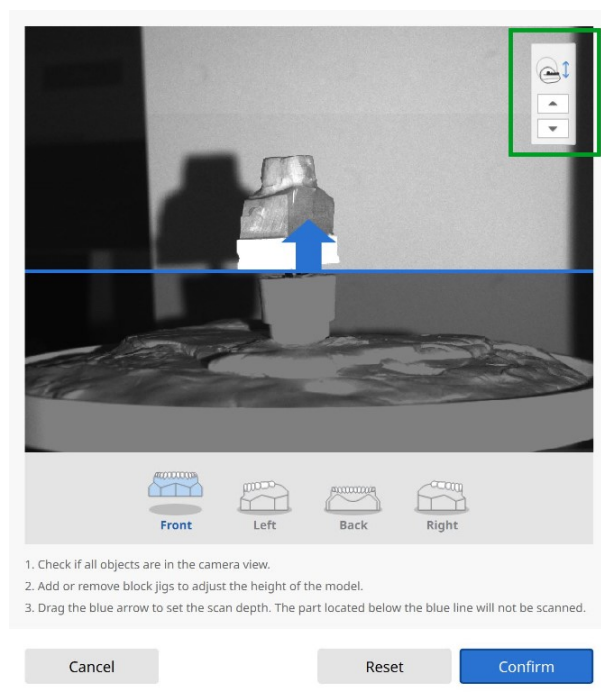 Front
Left
Back
Right
1. Check if all objects are in the camera view.
2. Add or remove block jigs to adjust the height of the model.
3. Drag the blue arrow to set the scan depth. The part located below the blue line will not be scanned.
Cancel
Reset
Confirm